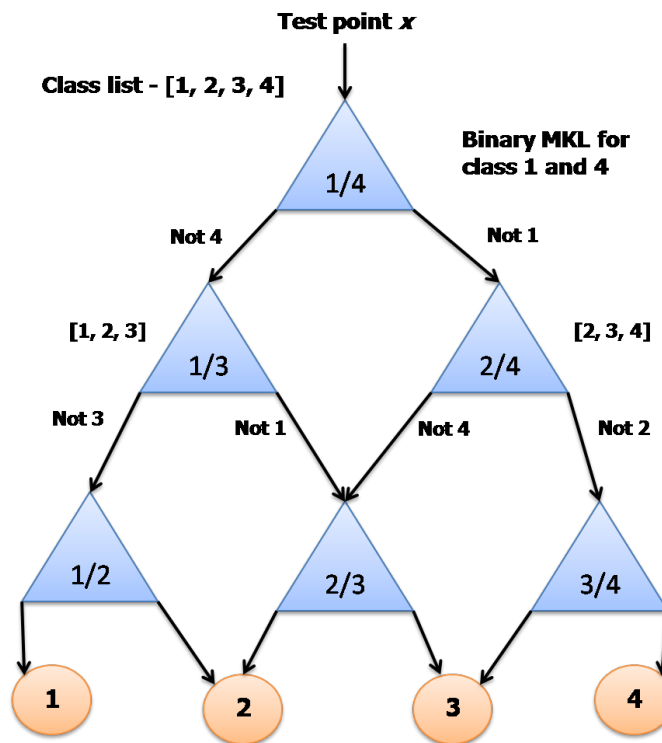 Test point x
Class list - [1, 2, 3, 4]
Binary MKL for
class 1 and 4
1/4
Not 4
Not 1
[1, 2, 3]
[2, 3, 4]
1/3
2/4
Not 3
Not 1
Not 4
Not 2
1/2
2/3
3/4
1
2
3
4